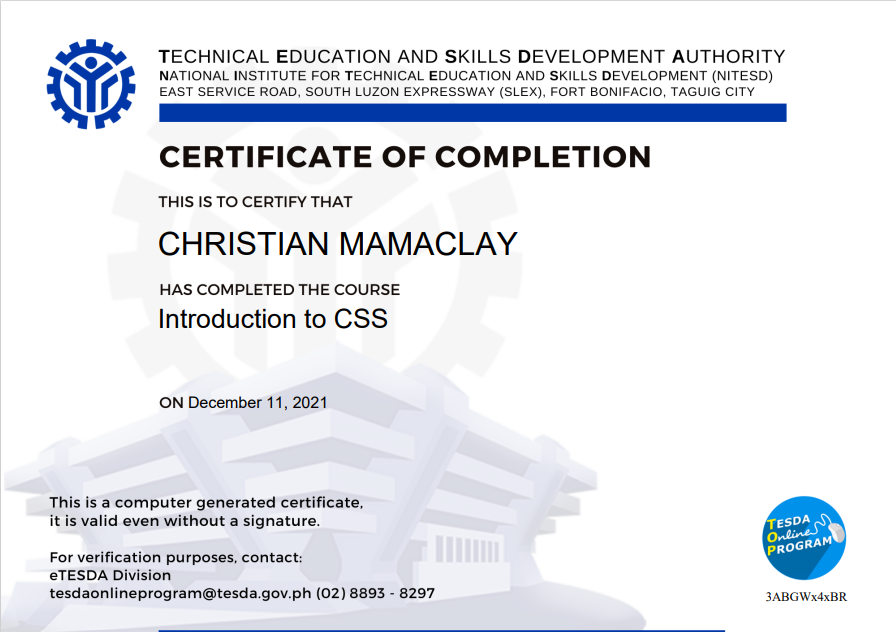 TECHNICAL EDUCATION AND SKILLS DEVELOPMENT AUTHORITY
NATIONAL INSTITUTE FOR TECHNICAL EDUCATION AND SKILLS DEVELOPMENT (NITESD)
EAST SERVICE ROAD, SOUTH LUZON EXPRESSWAY (SLEX), FORT BONIFACIO, TAGUIG CITY
CERTIFICATE OF COMPLETION
THIS IS TO CERTIFY THAT
CHRISTIAN MAMACLAY
HAS COMPLETED THE COURSE
Introduction to CSS
ON December 11, 2021
This is a computer generated certificate,
it is valid even without a signature.
For verification purposes, contact:
eTESDA Division
tesdaonlineprogram@tesda.gov.ph (02) 8893 - 8297
TESDA
Online
PROGRAM
3ABGWx4xBR